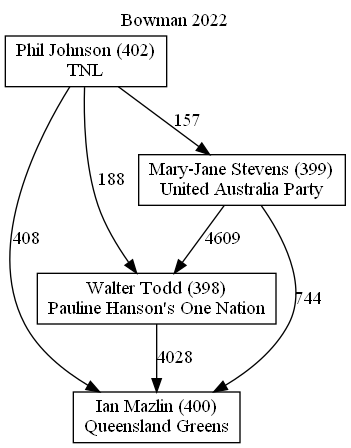 Bowman 2022
Phil Johnson (402)
TNL
157
Mary-Jane Stevens (399)
United Australia Party
188
408
4609
Walter Todd (398)
Pauline Hanson's One Nation
744
4028
Ian Mazlin (400)
Queensland Greens